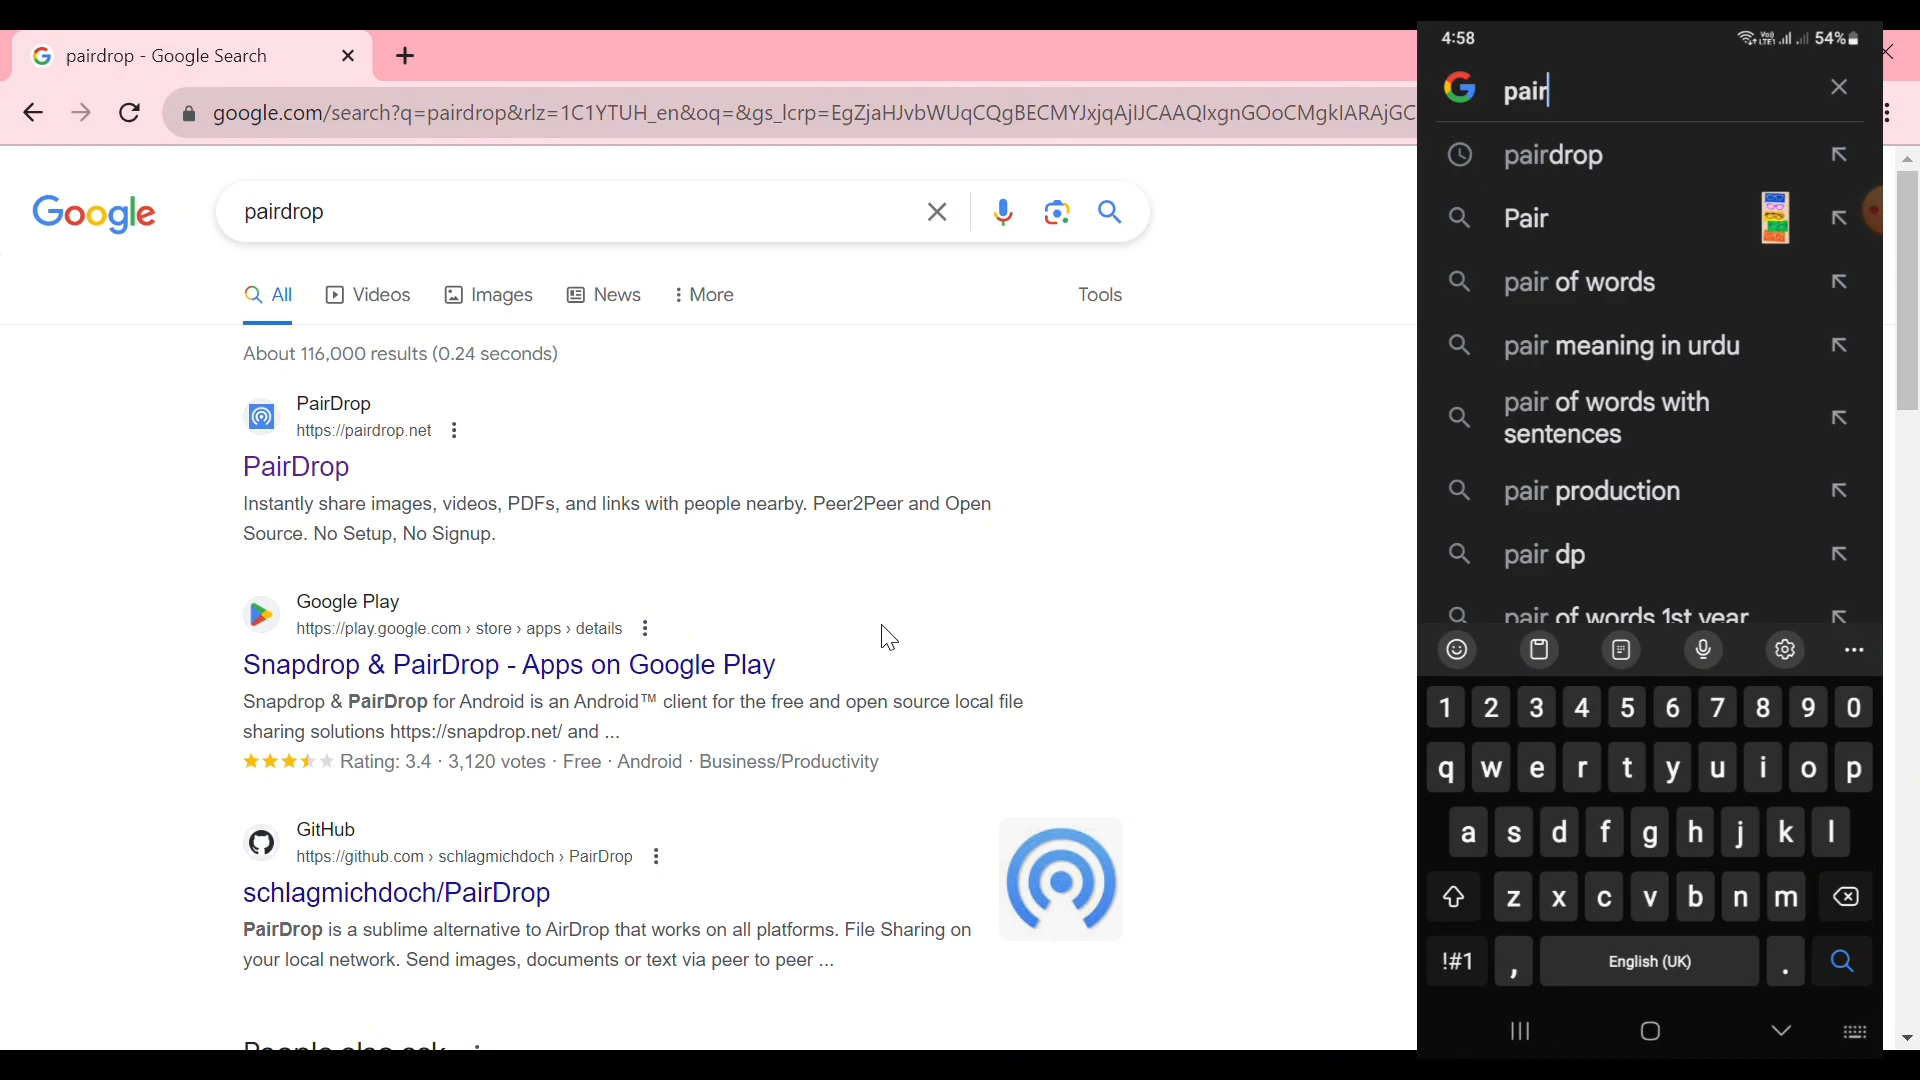 pairdrop - Google Search
google.com/search?q=pairdrop&rlz=1C1YTUH_en&oq=&gs_lcrp=EgZjaHJvbWUqCQgBECMYJxjqAjIJCAAQIxgnGOoCMgkIARAjGC
Google
pairdrop
All
Videos
Images
News
More
Tools
About 116,000 results (0.24 seconds)
PairDrop
https://pairdrop.net
PairDrop
Instantly share images, videos, PDFs, and links with people nearby. Peer2Peer and Open
Source. No Setup, No Signup.
Google Play
https://play.google.com › store › apps › details
Snapdrop & PairDrop - Apps on Google Play
Snapdrop & PairDrop for Android is an Android™ client for the free and open source local file
sharing solutions https://snapdrop.net/ and ...
Rating: 3.4 · 3,120 votes · Free · Android · Business/Productivity
GitHub
https://github.com › schlagmichdoch › PairDrop
schlagmichdoch/PairDrop
PairDrop is a sublime alternative to AirDrop that works on all platforms. File Sharing on
your local network. Send images, documents or text via peer to peer ...
People also ask
4:58
54%
pair
pairdrop
Pair
pair of words
pair meaning in urdu
pair of words with
sentences
pair production
pair dp
pair of words 1st year
1 2 3 4 5 6 7 8 9 0
q w e r t y u i o p
a s d f g h j k l
z x c v b n m
!#1 , English (UK) .